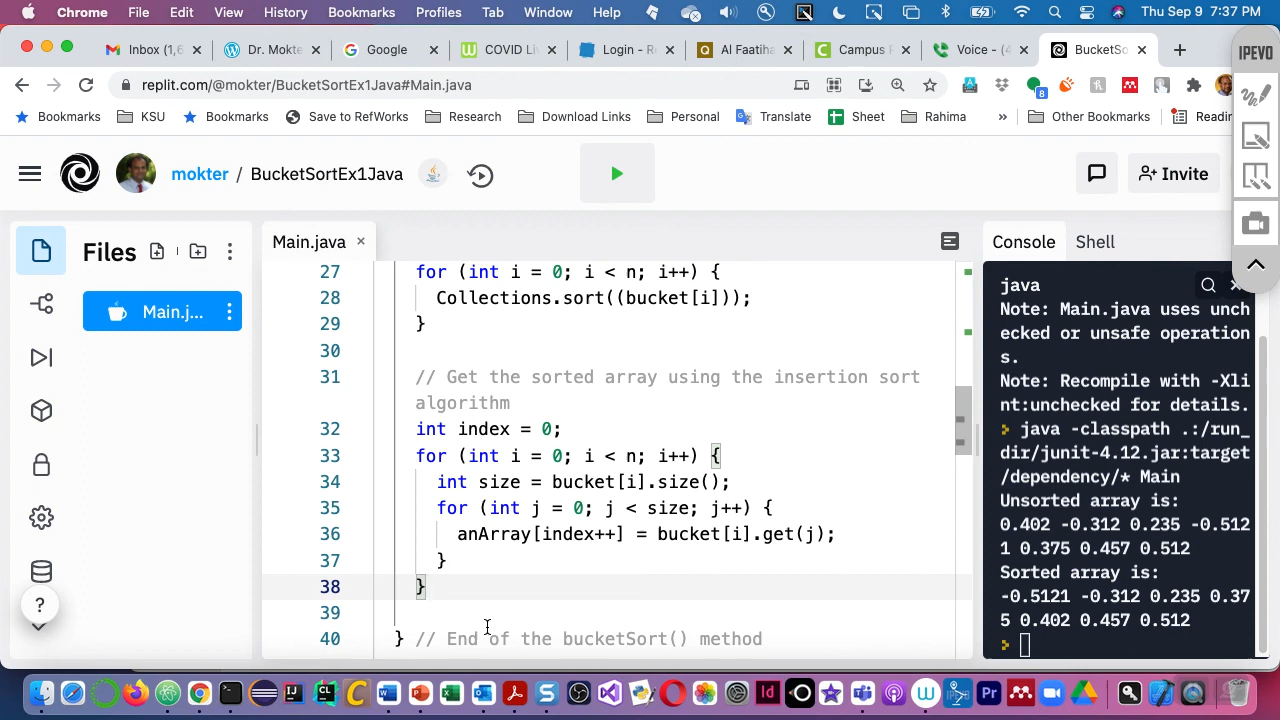 Chrome File Edit View History Bookmarks Profiles Tab Window Help Thu Sep 9 7:37 PM
Inbox (1,6 Dr. Mokte Google COVID Li Login - Re Al Faatiha Campus F Voice - (4 BucketSo IPEVO
replit.com/@mokter/BucketSortEx1Java#Main.java 8
Bookmarks KSU Bookmarks Save to RefWorks Research Download Links Personal Translate Sheet Rahima » Other Bookmarks Readin
mokter / BucketSortEx1Java Invite
Files Main.java Console Shell
Main.j...
27 for (int i = 0; i < n; i++) {
28 Collections.sort((bucket[i]));
29 }
30
31 // Get the sorted array using the insertion sort
algorithm
32 int index = 0;
33 for (int i = 0; i < n; i++) {
34 int size = bucket[i].size();
35 for (int j = 0; j < size; j++) {
36 anArray[index++] = bucket[i].get(j);
37 }
38 }
39
40 } // End of the bucketSort() method
java
Note: Main.java uses unch
ecked or unsafe operation
s.
Note: Recompile with -Xli
nt:unchecked for details.
› java -classpath .:/run_
dir/junit-4.12.jar:target
/dependency/* Main
Unsorted array is:
0.402 -0.312 0.235 -0.512
1 0.375 0.457 0.512
Sorted array is:
-0.5121 -0.312 0.235 0.37
5 0.402 0.457 0.512
›
?